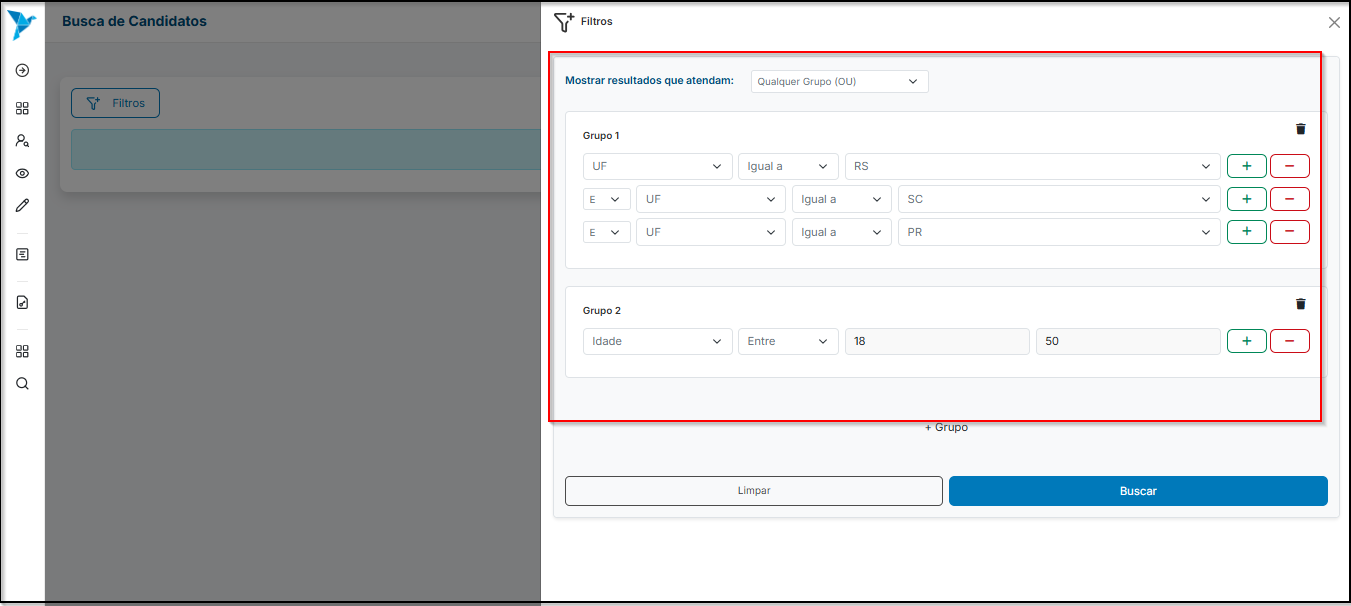 Busca de Candidatos
Filtros
Filtros
Mostrar resultados que atendam: Qualquer Grupo (OU)
Grupo 1
UF Igual a RS + −
E UF Igual a SC + −
E UF Igual a PR + −
Grupo 2
Idade Entre 18 50 + −
+ Grupo
Limpar Buscar